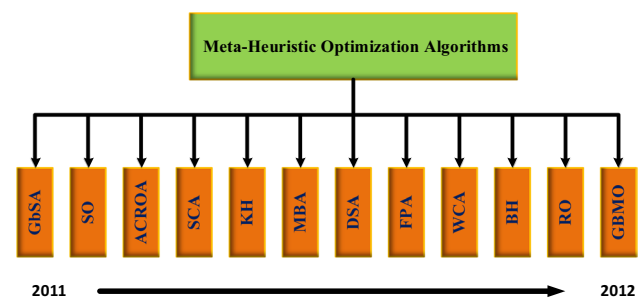 Meta-Heuristic Optimization Algorithms
GbSA
SO
ACROA
SCA
KH
MBA
DSA
FPA
WCA
BH
RO
GBMO
2011
2012